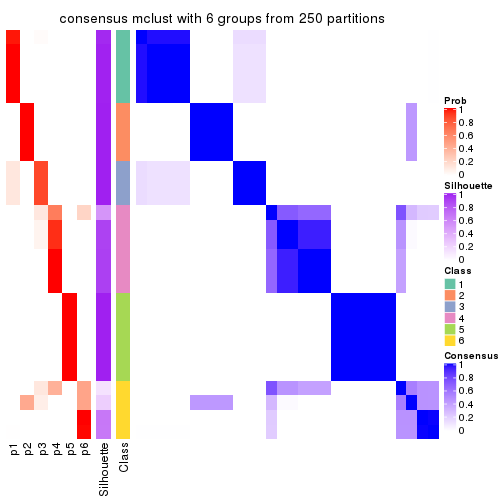 consensus mclust with 6 groups from 250 partitions
Prob
1
0.8
0.6
0.4
0.2
0
Silhouette
1
0.8
0.6
0.4
0.2
0
Class
1
2
3
4
5
6
Consensus
1
0.8
0.6
0.4
0.2
0
p1
p2
p3
p4
p5
p6
Silhouette
Class